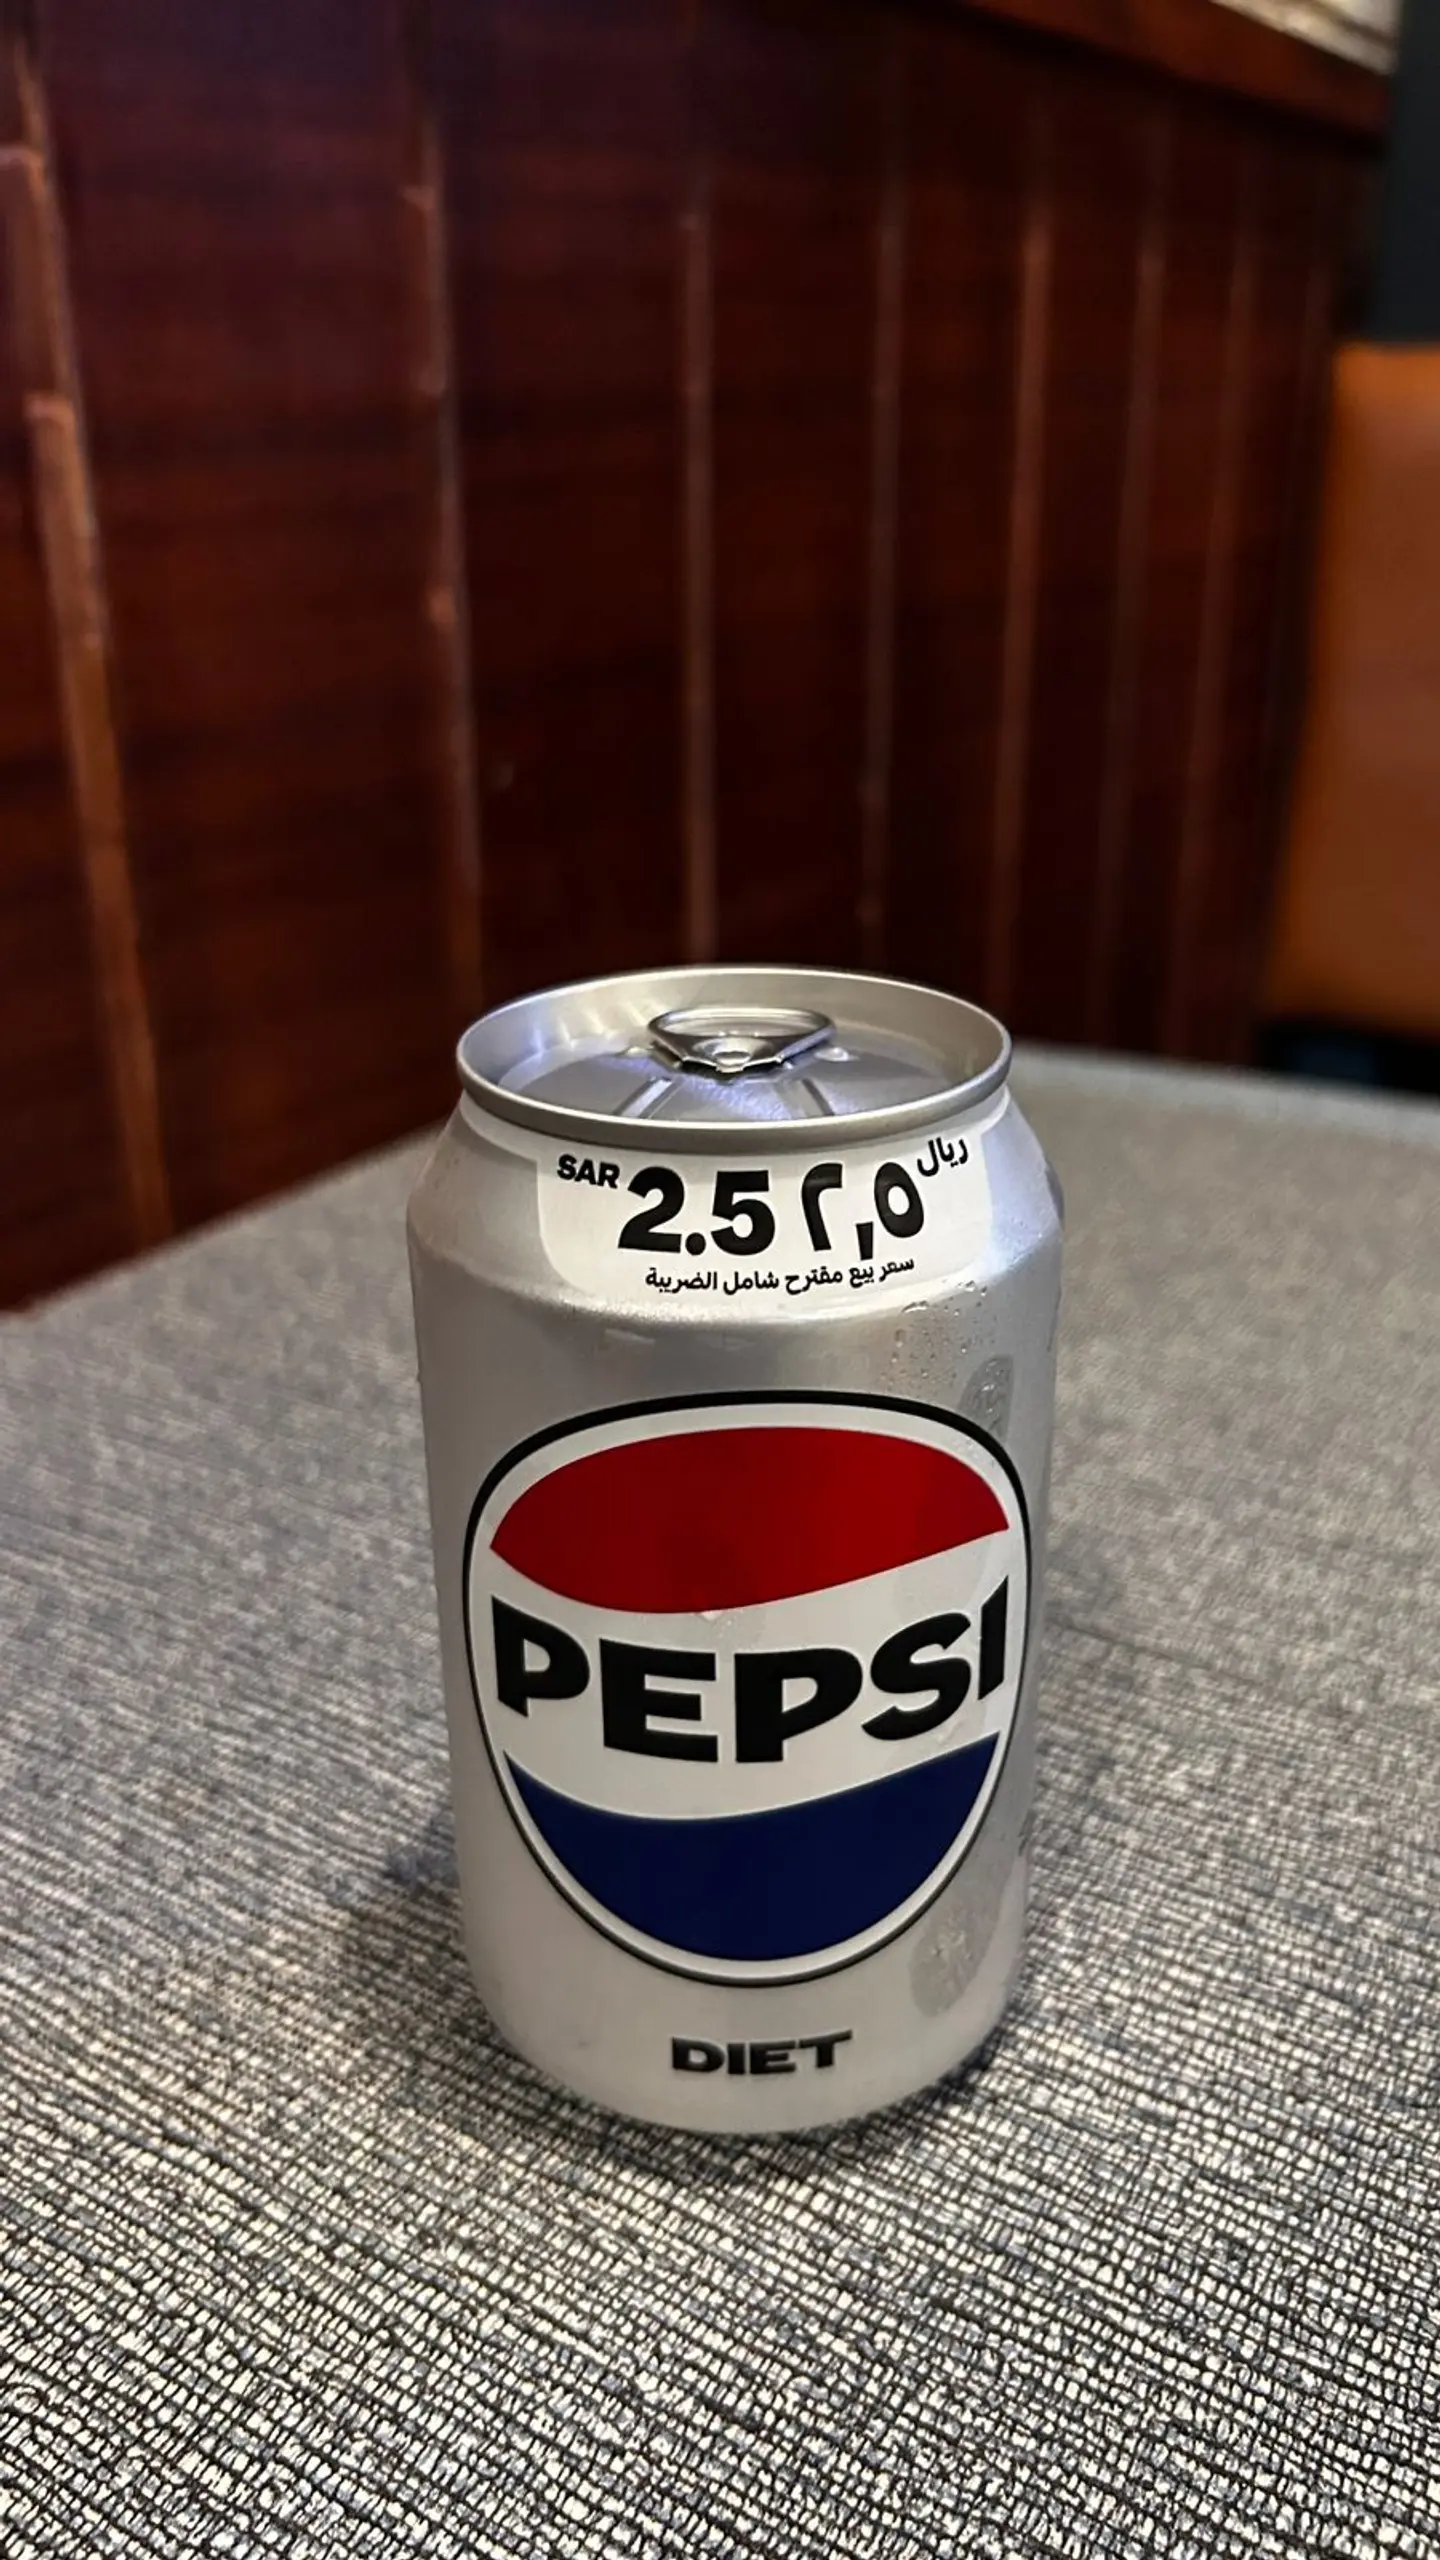 SAR 2.5 ٢,٥ ريال
سعر بيع مقترح شامل الضريبة
PEPSI
DIET